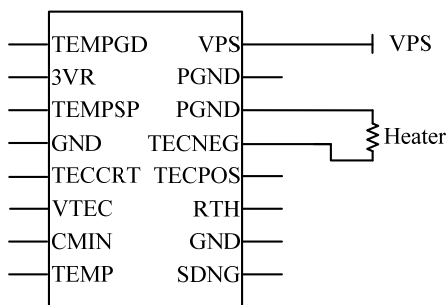 TEMPGD VPS VPS
3VR PGND
TEMPSP PGND
GND TECNEG Heater
TECCRT TECPOS
VTEC RTH
CMIN GND
TEMP SDNG